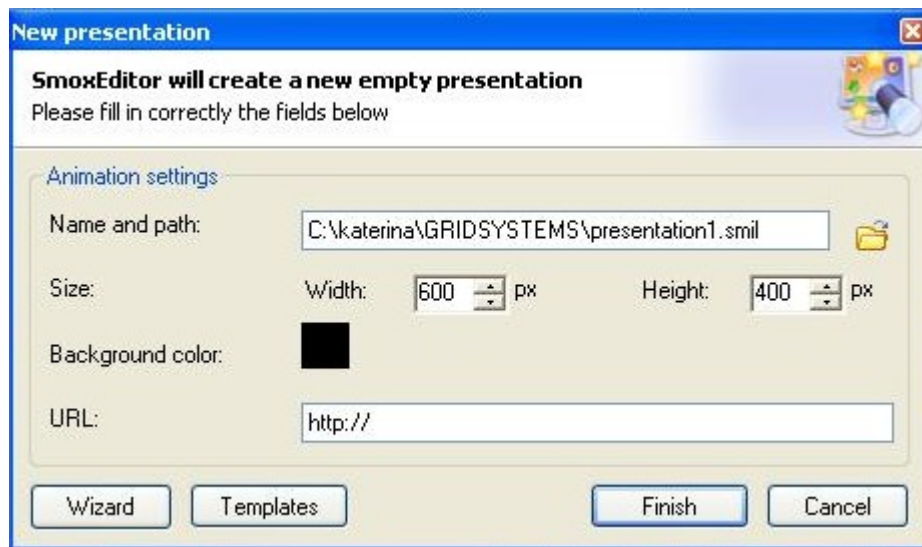 New presentation
SmoxEditor will create a new empty presentation
Please fill in correctly the fields below
Animation settings
Name and path: C:\katerina\GRIDSYSTEMS\presentation1.smil
Size: Width: 600 px Height: 400 px
Background color:
URL: http://
Wizard Templates Finish Cancel